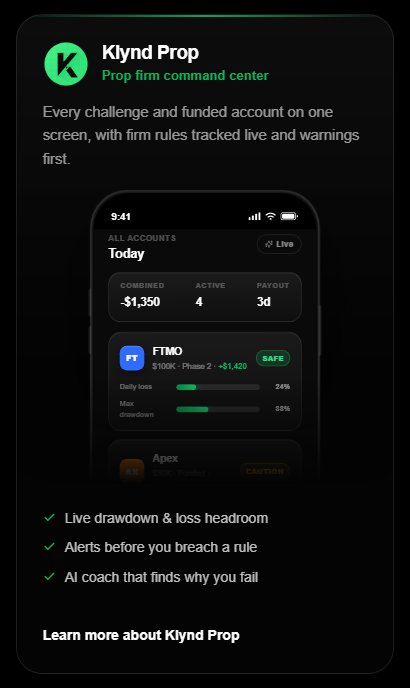 Klynd Prop
Prop firm command center
Every challenge and funded account on one
screen, with firm rules tracked live and warnings
first.
9:41
ALL ACCOUNTS
Today
Live
COMBINED ACTIVE PAYOUT
-$1,350 4 3d
FT
FTMO
$100K · Phase 2 · +$1,420
SAFE
Daily loss 24%
Max
drawdown
38%
AX
Apex
CAUTION
Live drawdown & loss headroom
Alerts before you breach a rule
AI coach that finds why you fail
Learn more about Klynd Prop